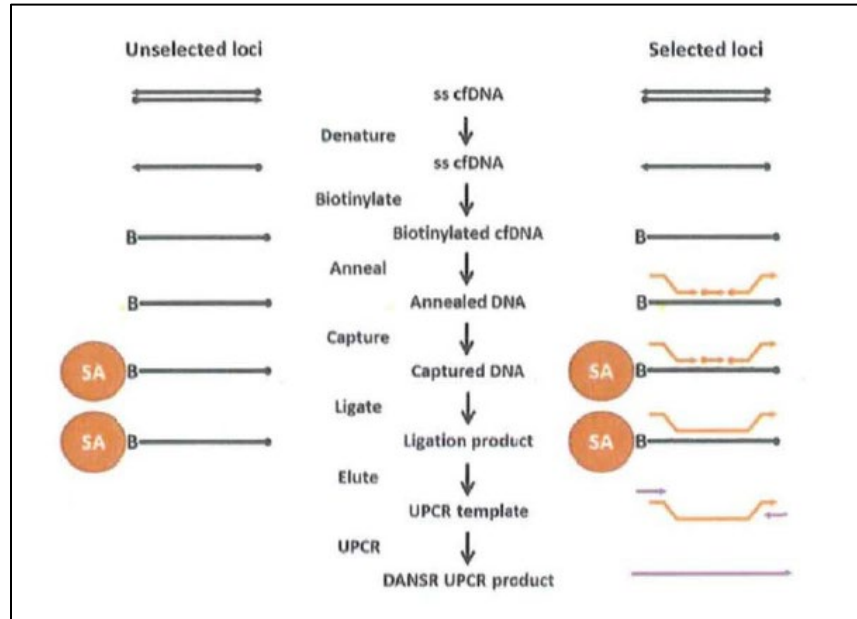 Unselected loci
Selected loci
ss cfDNA
Denature
ss cfDNA
Biotinylate
B
Biotinylated cfDNA
B
Anneal
B
Annealed DNA
B
Capture
SA B
Captured DNA
SA B
Ligate
SA B
Ligation product
SA B
Elute
UPCR template
UPCR
DANSR UPCR product